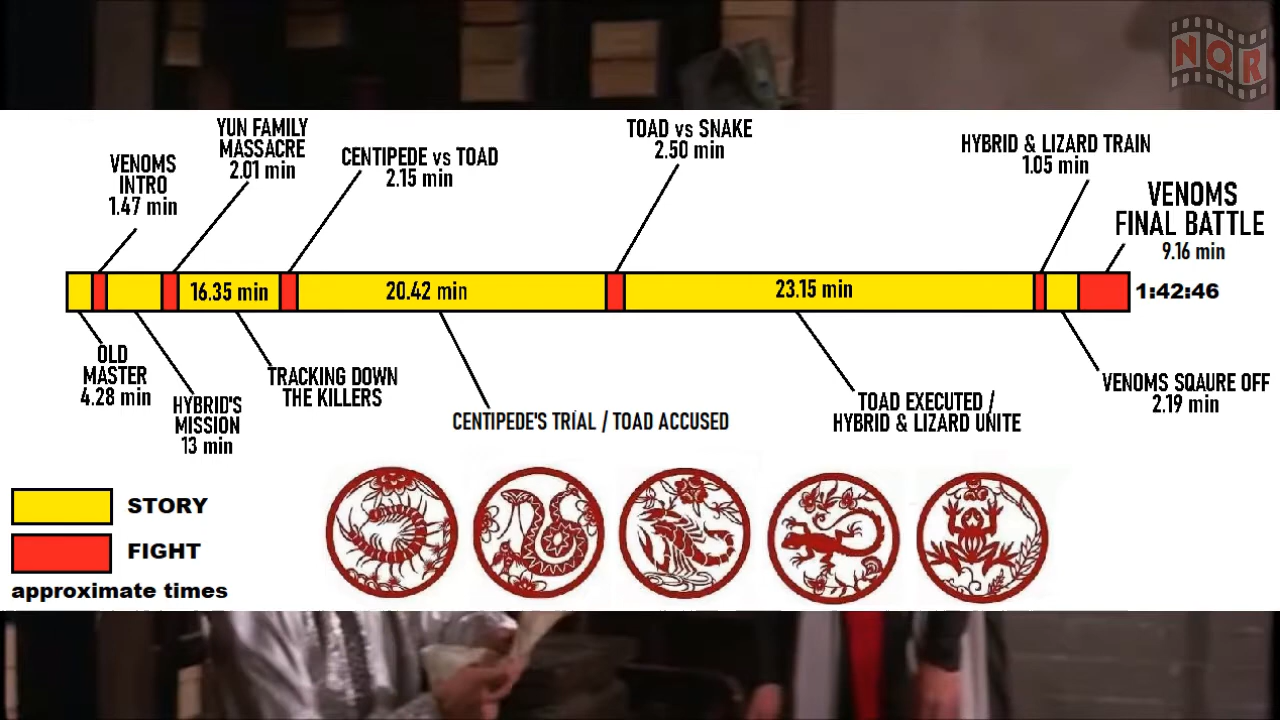 NQR
VENOMS
INTRO
1.47 min
YUN FAMILY
MASSACRE
2.01 min
CENTIPEDE vs TOAD
2.15 min
TOAD vs SNAKE
2.50 min
HYBRID & LIZARD TRAIN
1.05 min
VENOMS
FINAL BATTLE
9.16 min
16.35 min
20.42 min
23.15 min
1:42:46
OLD
MASTER
4.28 min
HYBRID'S
MISSION
13 min
TRACKING DOWN
THE KILLERS
CENTIPEDE'S TRIAL / TOAD ACCUSED
TOAD EXECUTED /
HYBRID & LIZARD UNITE
VENOMS SQAURE OFF
2.19 min
STORY
FIGHT
approximate times